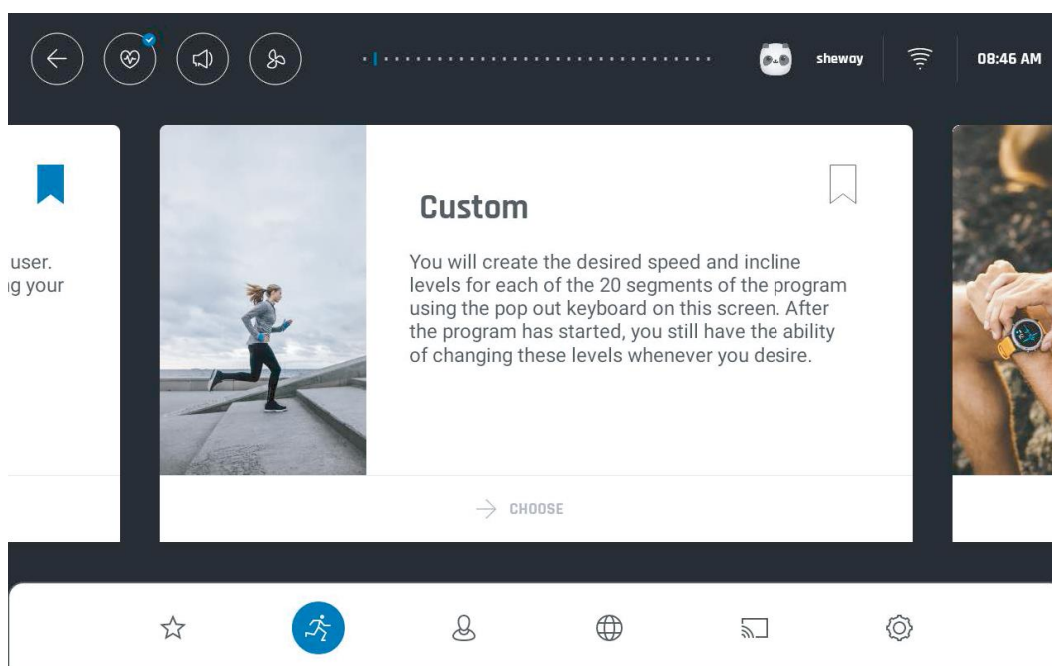 sheway
08:46 AM
user.
ng your
Custom
You will create the desired speed and incline
levels for each of the 20 segments of the program
using the pop out keyboard on this screen. After
the program has started, you still have the ability
of changing these levels whenever you desire.
CHOOSE